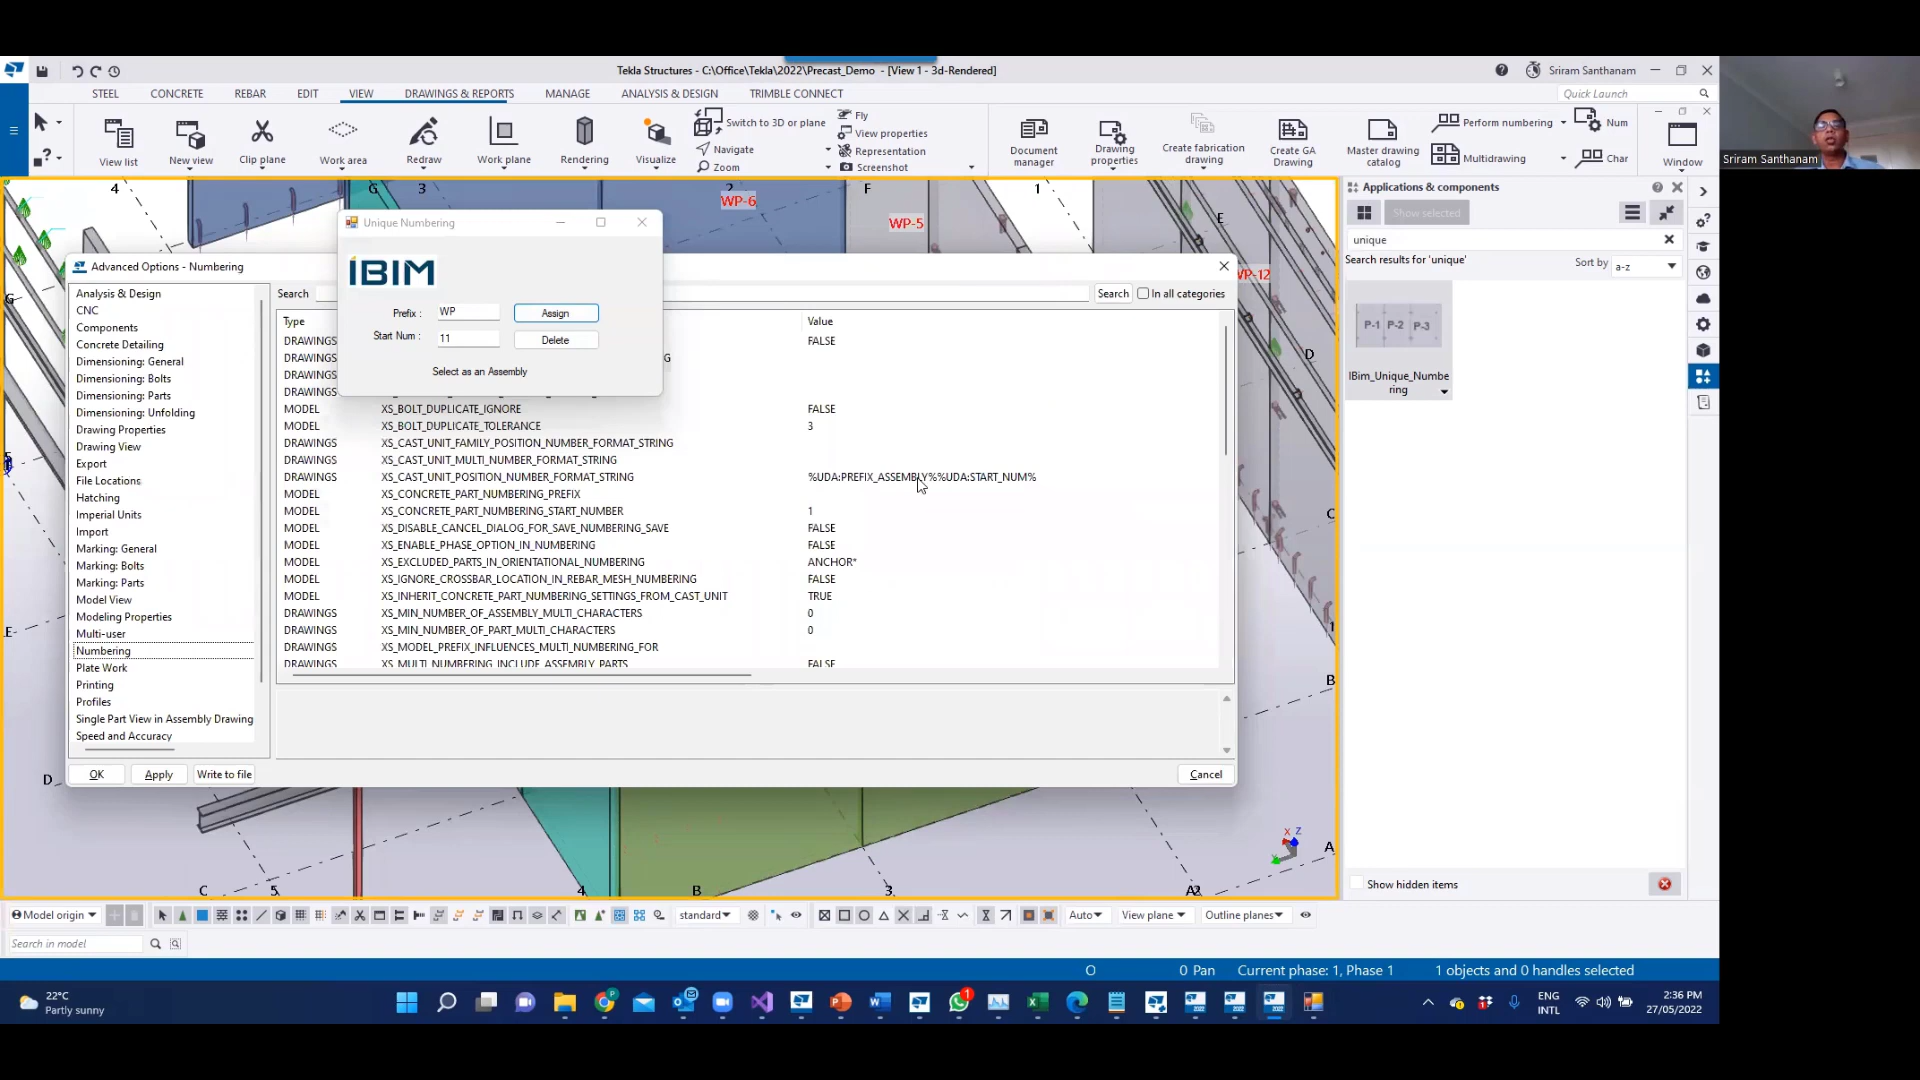 Tekla Structures - C:\Office\Tekla\2022\Precast_Demo - [View 1 - 3d-Rendered]
Sriram Santhanam
STEEL CONCRETE REBAR EDIT VIEW DRAWINGS & REPORTS MANAGE ANALYSIS & DESIGN TRIMBLE CONNECT
Quick Launch
View list
New view
Clip plane
Work area
Redraw
Work plane
Rendering
Visualize
Switch to 3D or plane
Navigate
Zoom
Fly
View properties
Representation
Screenshot
Document manager
Drawing properties
Create fabrication drawing
Create GA Drawing
Master drawing catalog
Perform numbering
Multidrawing
Num
Char
Window
Sriram Santhanam
4 G 3 2 F 1
WP-6
WP-5
E
WP-12
G
D
C
E
1
B
D
A
C 5 4 B 3 A2
X Z
Unique Numbering
iBIM
Prefix : WP Assign
Start Num : 11 Delete
Select as an Assembly
Advanced Options - Numbering
Analysis & Design
CNC
Components
Concrete Detailing
Dimensioning: General
Dimensioning: Bolts
Dimensioning: Parts
Dimensioning: Unfolding
Drawing Properties
Drawing View
Export
File Locations
Hatching
Imperial Units
Import
Marking: General
Marking: Bolts
Marking: Parts
Model View
Modeling Properties
Multi-user
Numbering
Plate Work
Printing
Profiles
Single Part View in Assembly Drawing
Speed and Accuracy
Search Search In all categories
Type Value
DRAWINGS FALSE
DRAWINGS G
DRAWINGS
DRAWINGS
MODEL XS_BOLT_DUPLICATE_IGNORE FALSE
MODEL XS_BOLT_DUPLICATE_TOLERANCE 3
DRAWINGS XS_CAST_UNIT_FAMILY_POSITION_NUMBER_FORMAT_STRING
DRAWINGS XS_CAST_UNIT_MULTI_NUMBER_FORMAT_STRING
DRAWINGS XS_CAST_UNIT_POSITION_NUMBER_FORMAT_STRING %UDA:PREFIX_ASSEMBLY%%UDA:START_NUM%
MODEL XS_CONCRETE_PART_NUMBERING_PREFIX
MODEL XS_CONCRETE_PART_NUMBERING_START_NUMBER 1
MODEL XS_DISABLE_CANCEL_DIALOG_FOR_SAVE_NUMBERING_SAVE FALSE
MODEL XS_ENABLE_PHASE_OPTION_IN_NUMBERING FALSE
MODEL XS_EXCLUDED_PARTS_IN_ORIENTATIONAL_NUMBERING ANCHOR*
MODEL XS_IGNORE_CROSSBAR_LOCATION_IN_REBAR_MESH_NUMBERING FALSE
MODEL XS_INHERIT_CONCRETE_PART_NUMBERING_SETTINGS_FROM_CAST_UNIT TRUE
DRAWINGS XS_MIN_NUMBER_OF_ASSEMBLY_MULTI_CHARACTERS 0
DRAWINGS XS_MIN_NUMBER_OF_PART_MULTI_CHARACTERS 0
DRAWINGS XS_MODEL_PREFIX_INFLUENCES_MULTI_NUMBERING_FOR
DRAWINGS XS_MULTI_NUMBERING_INCLUDE_ASSEMBLY_PARTS FALSE
OK Apply Write to file Cancel
Applications & components
Show selected
unique
Search results for 'unique' Sort by a-z
P-1 P-2 P-3
IBim_Unique_Numbering
Show hidden items
Model origin
standard
Auto
View plane
Outline planes
Search in model
O 0 Pan Current phase: 1, Phase 1 1 objects and 0 handles selected
22°C
Partly sunny
ENG
INTL
2:36 PM
27/05/2022